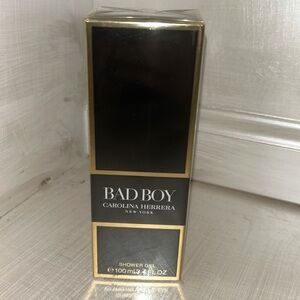 BAD BOY
CAROLINA HERRERA
NEW YORK
SHOWER GEL
℮100 ml/3.4 FL.OZ